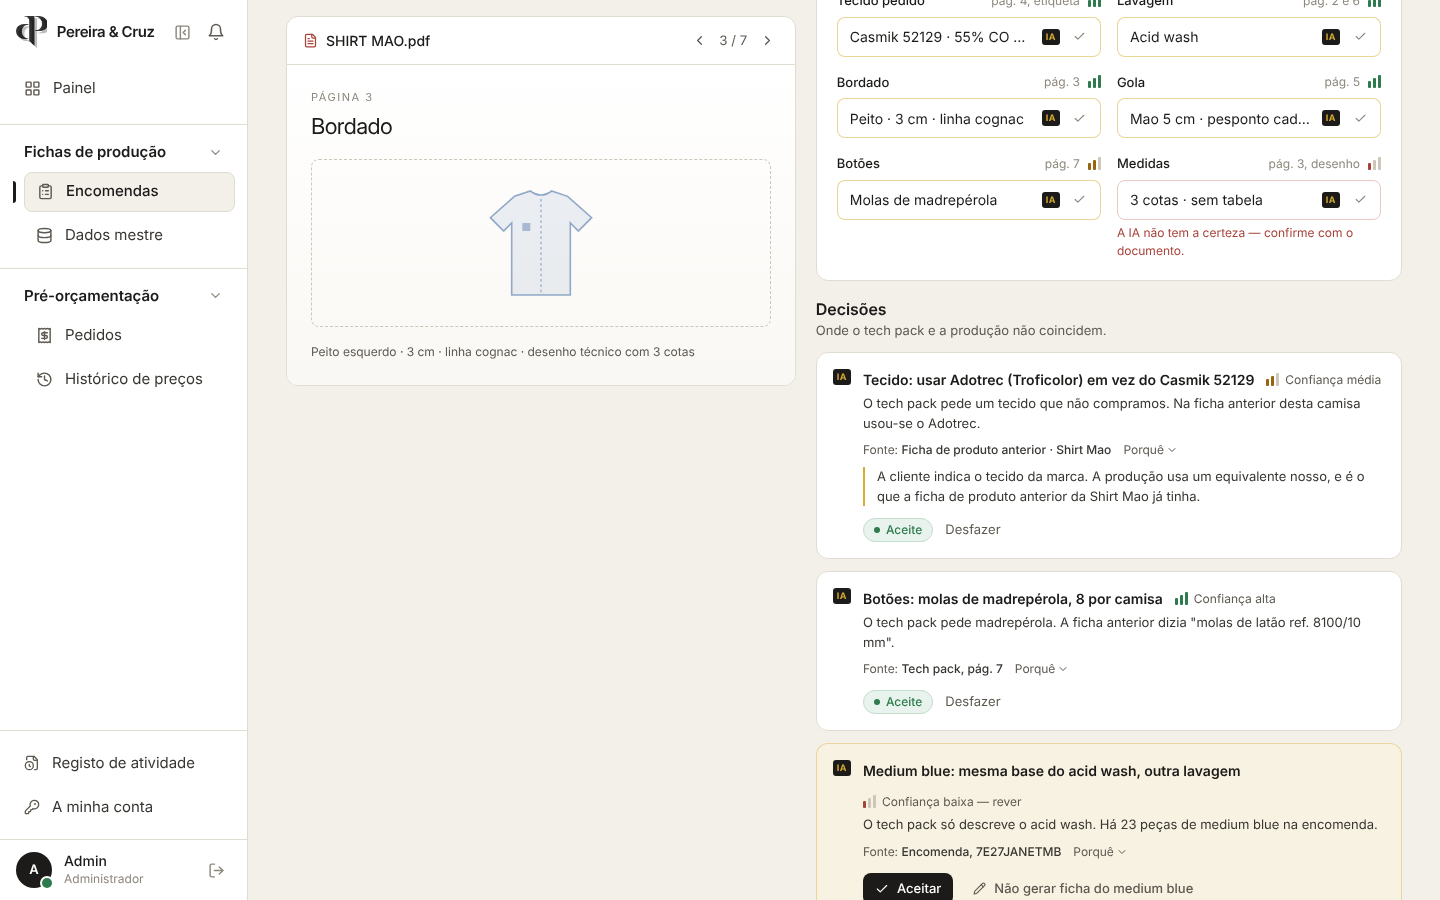 Pereira & Cruz
Painel
Fichas de produção
Encomendas
Dados mestre
Pré-orçamentação
Pedidos
Histórico de preços
Registo de atividade
A minha conta
A
Admin
Administrador
SHIRT MAO.pdf
3 / 7
PÁGINA 3
Bordado
Peito esquerdo · 3 cm · linha cognac · desenho técnico com 3 cotas
Tecido pedido pág. 4, etiqueta
Casmik 52129 · 55% CO ... IA
Lavagem pág. 2 e 6
Acid wash IA
Bordado pág. 3
Peito · 3 cm · linha cognac IA
Gola pág. 5
Mao 5 cm · pesponto cad... IA
Botões pág. 7
Molas de madrepérola IA
Medidas pág. 3, desenho
3 cotas · sem tabela IA
A IA não tem a certeza — confirme com o
documento.
Decisões
Onde o tech pack e a produção não coincidem.
IA Tecido: usar Adotrec (Troficolor) em vez do Casmik 52129 Confiança média
O tech pack pede um tecido que não compramos. Na ficha anterior desta camisa
usou-se o Adotrec.
Fonte: Ficha de produto anterior · Shirt Mao Porquê
A cliente indica o tecido da marca. A produção usa um equivalente nosso, e é o
que a ficha de produto anterior da Shirt Mao já tinha.
Aceite Desfazer
IA Botões: molas de madrepérola, 8 por camisa Confiança alta
O tech pack pede madrepérola. A ficha anterior dizia "molas de latão ref. 8100/10
mm".
Fonte: Tech pack, pág. 7 Porquê
Aceite Desfazer
IA Medium blue: mesma base do acid wash, outra lavagem
Confiança baixa — rever
O tech pack só descreve o acid wash. Há 23 peças de medium blue na encomenda.
Fonte: Encomenda, 7E27JANETMB Porquê
Aceitar Não gerar ficha do medium blue